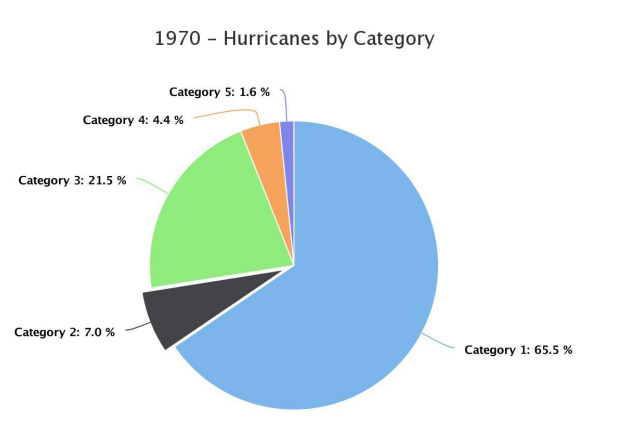 1970 – Hurricanes by Category
Category 5: 1.6 %
Category 4: 4.4 %
Category 3: 21.5 %
Category 2: 7.0 %
Category 1: 65.5 %